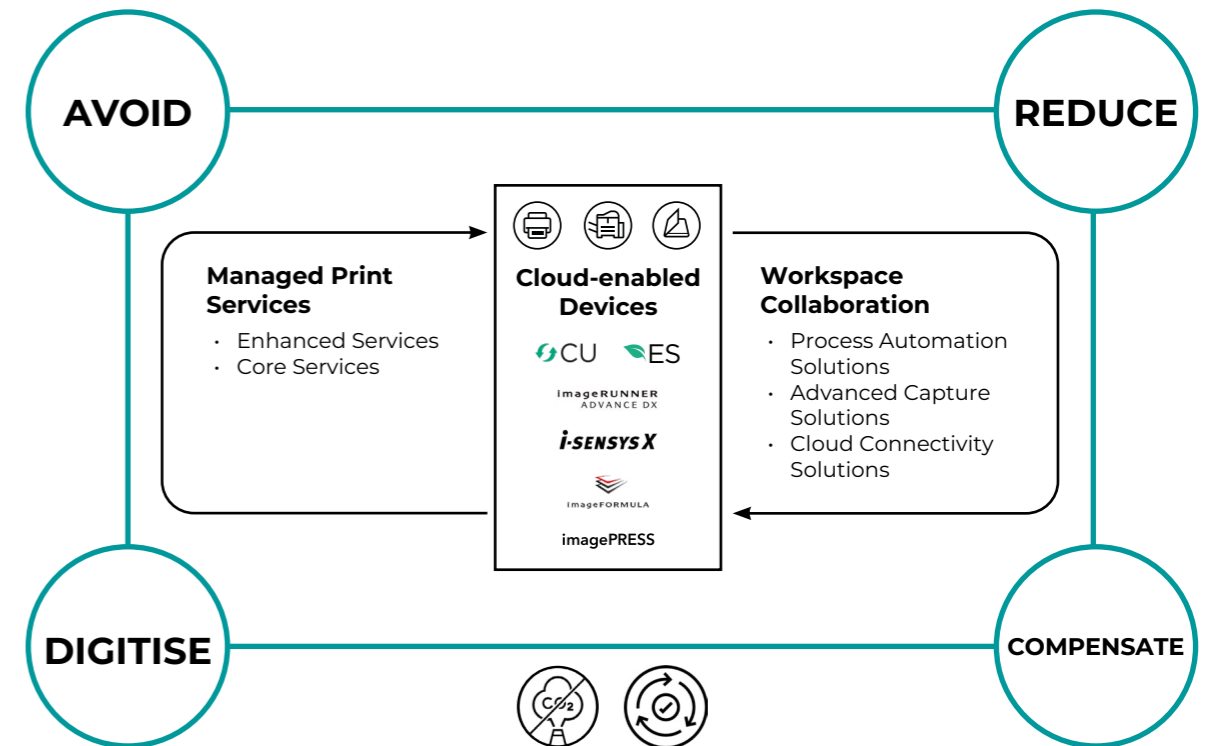 AVOID
REDUCE
Managed Print
Services
· Enhanced Services
· Core Services
Cloud-enabled
Devices
CU ES
imageRUNNER
ADVANCE DX
i-SENSYS X
imageFORMULA
imagePRESS
Workspace
Collaboration
· Process Automation
Solutions
· Advanced Capture
Solutions
· Cloud Connectivity
Solutions
DIGITISE
COMPENSATE
CO2